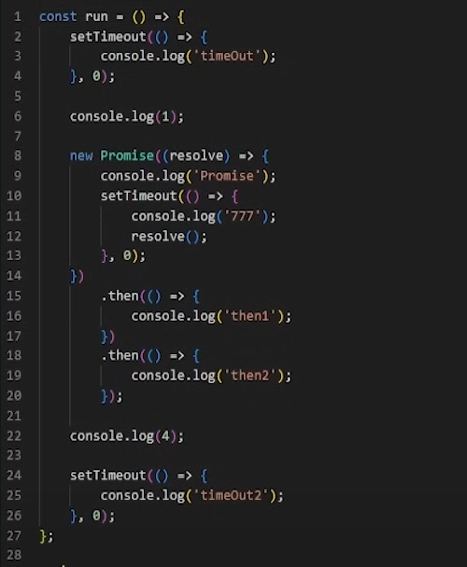 1 const run = () => {
2     setTimeout(() => {
3         console.log('timeOut');
4     }, 0);
5
6     console.log(1);
7
8     new Promise((resolve) => {
9         console.log('Promise');
10         setTimeout(() => {
11             console.log('777');
12             resolve();
13         }, 0);
14     })
15         .then(() => {
16             console.log('then1');
17         })
18         .then(() => {
19             console.log('then2');
20         });
21
22     console.log(4);
23
24     setTimeout(() => {
25         console.log('timeOut2');
26     }, 0);
27 };
28